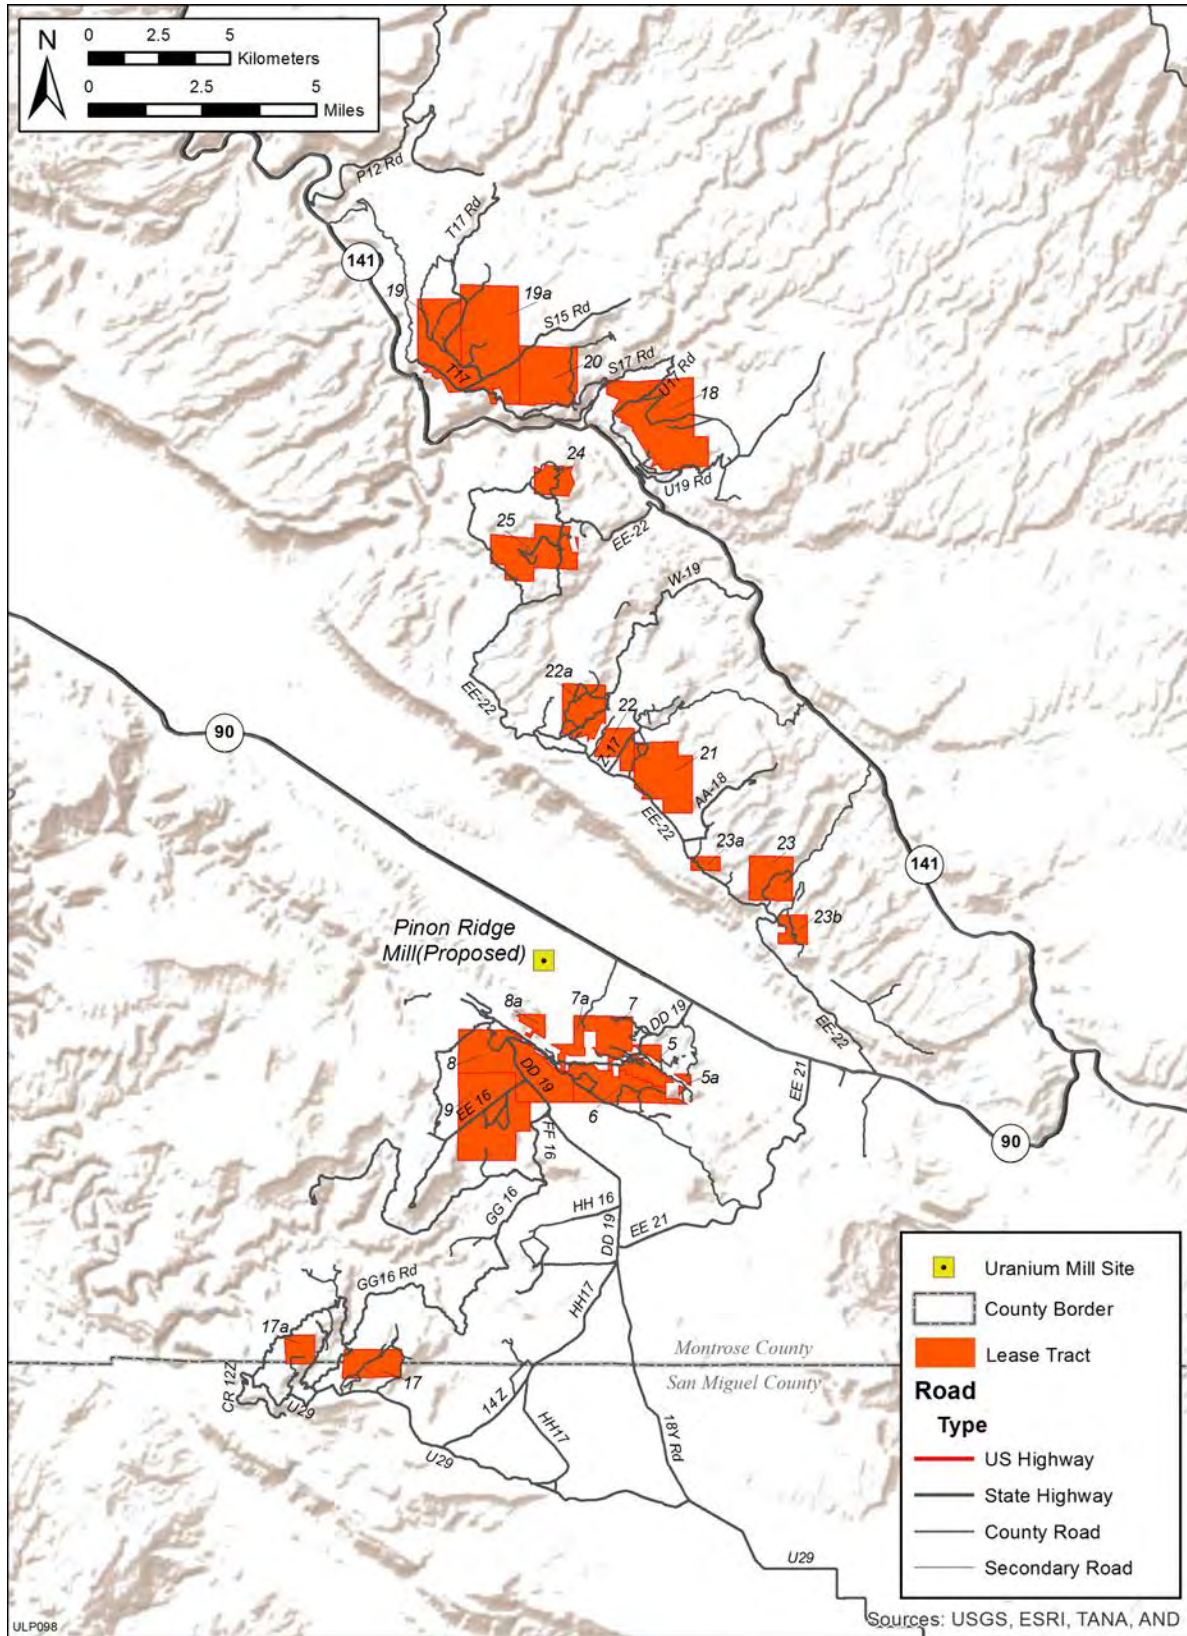 N
0 2.5 5
Kilometers
0 2.5 5
Miles
P12 Rd
T17 Rd
141
19
19a
S15 Rd
T17
20
S17 Rd
U17 Rd
18
24
U19 Rd
25
EE-22
W-19
22a
EE-22
22
90
Z-17
21
AA-18
EE-22
23a
23
141
23b
Pinon Ridge
Mill(Proposed)
8a
7a
7
DD 19
EE-22
8
5
DD 19
5a
EE 21
9
EE 16
6
FF 16
90
GG 16
HH 16
DD 19
EE 21
GG16 Rd
HH17
17a
Montrose County
San Miguel County
17
CR 12Z
U29
14 Z
HH17
18Y Rd
U29
U29
Uranium Mill Site
County Border
Lease Tract
Road
Type
US Highway
State Highway
County Road
Secondary Road
ULP098
Sources: USGS, ESRI, TANA, AND